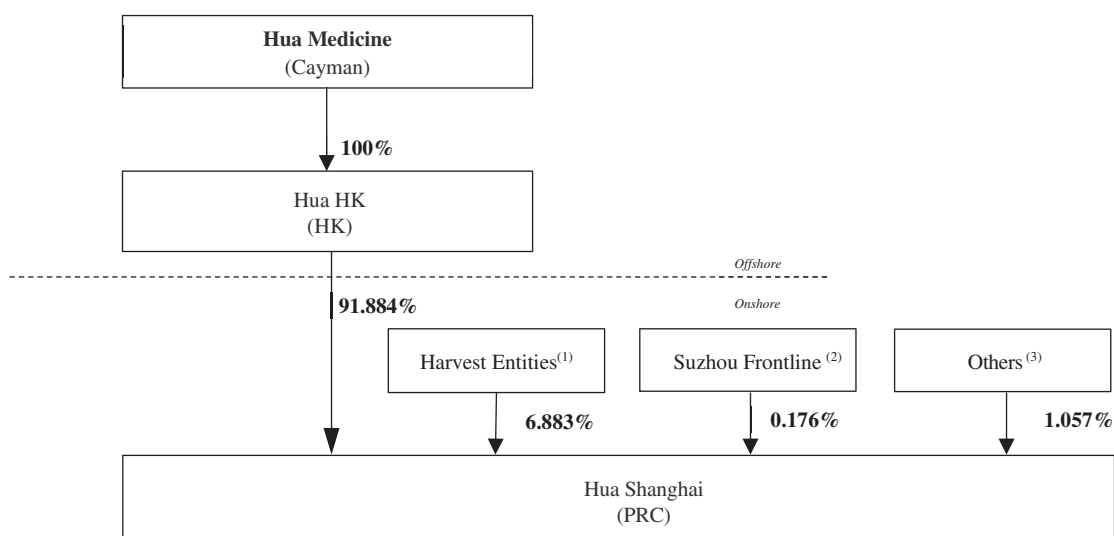 Hua Medicine
(Cayman)
100%
Hua HK
(HK)
Offshore
Onshore
91.884%
Harvest Entities(1)
Suzhou Frontline (2)
Others (3)
6.883%
0.176%
1.057%
Hua Shanghai
(PRC)